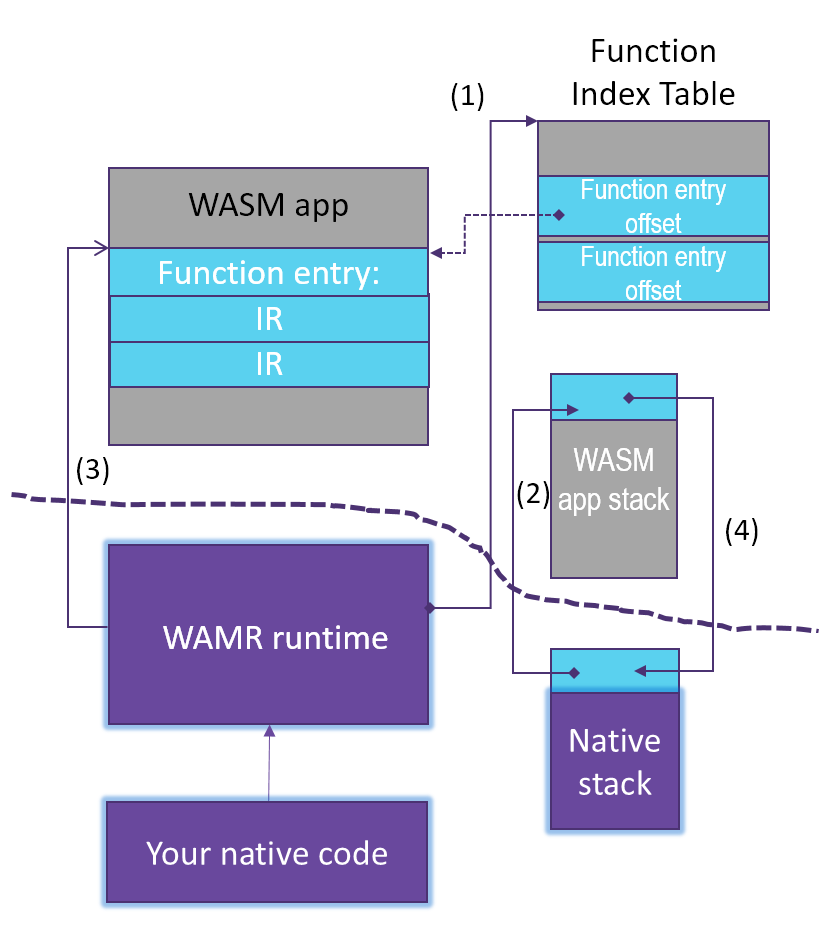 Function
Index Table
(1)
Function entry
offset
Function entry
offset
WASM app
Function entry:
IR
IR
(3)
WASM
app stack
(2)
(4)
WAMR runtime
Native
stack
Your native code